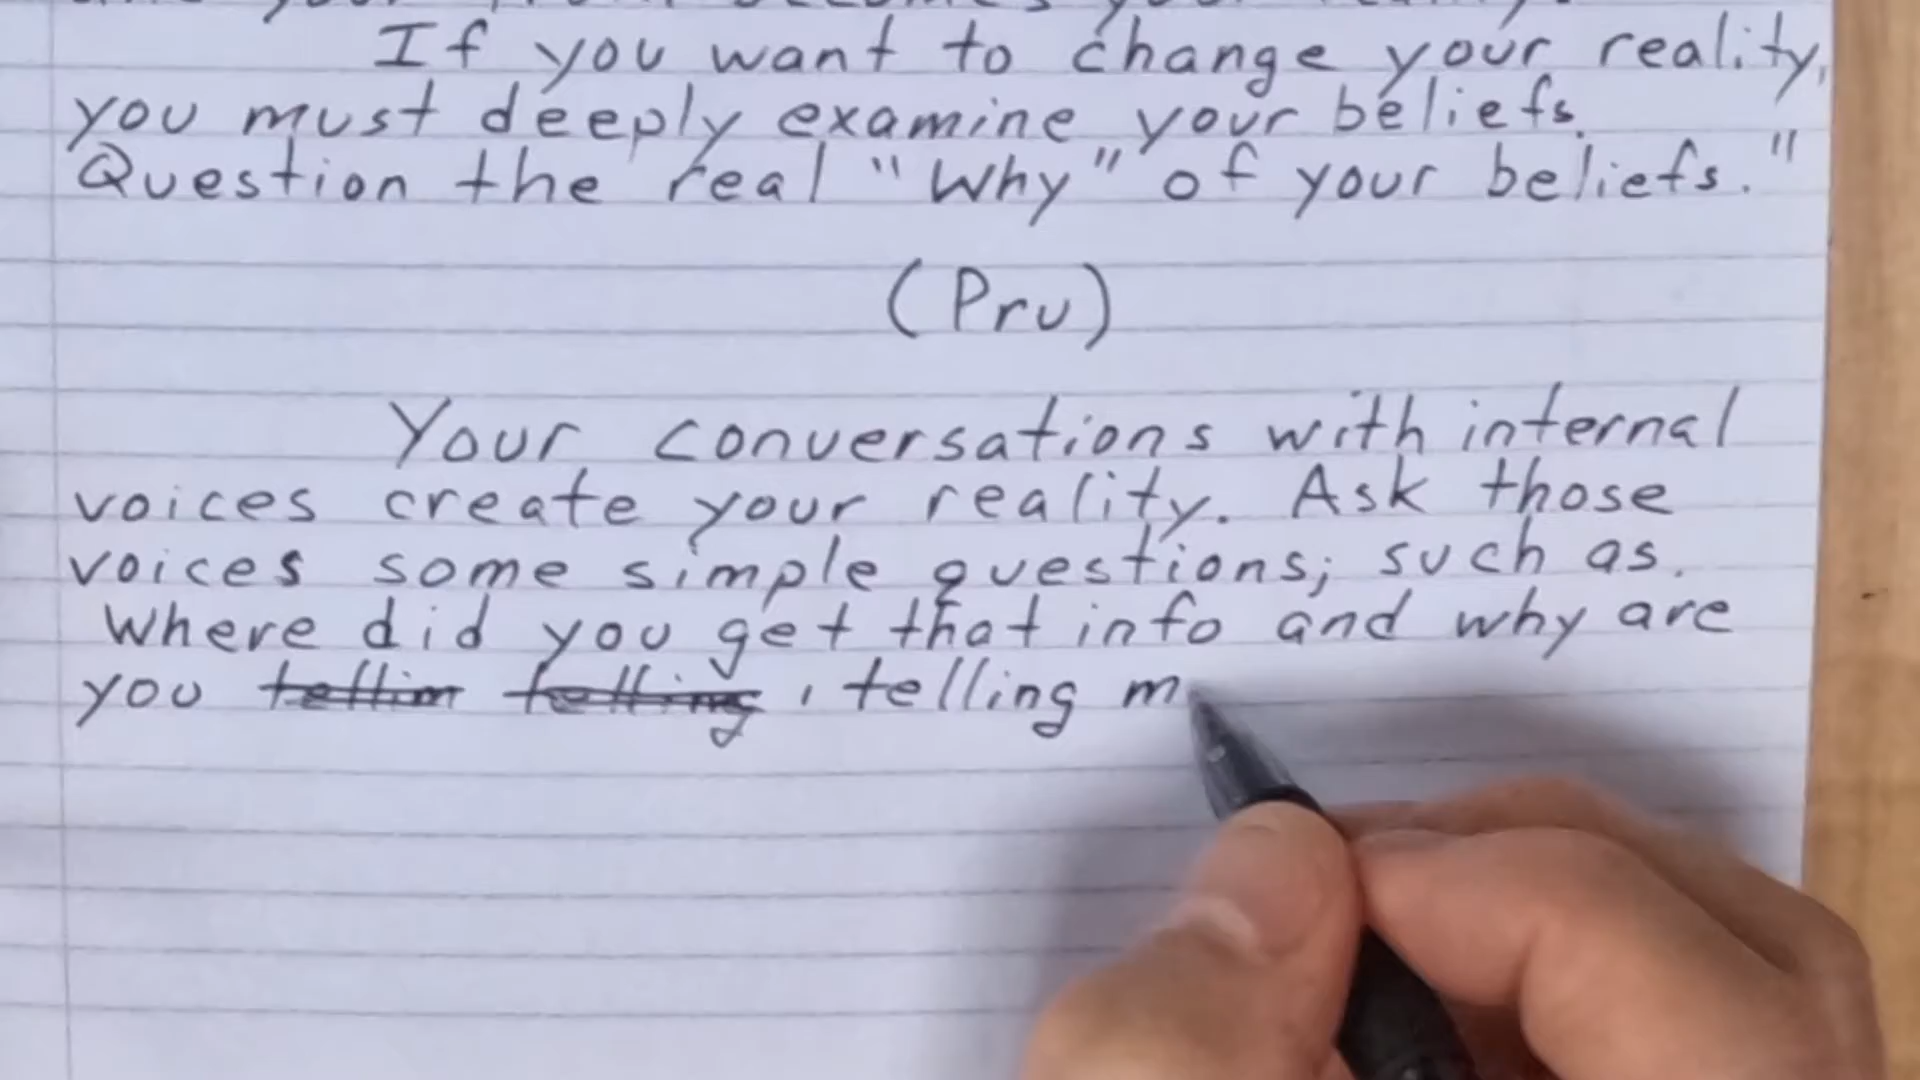 If you want to change your reality,
you must deeply examine your beliefs.
Question the real "Why" of your beliefs."
(Pru)
Your conversations with internal
voices create your reality. Ask those
voices some simple questions; such as.
Where did you get that info and why are
you tellin telling , telling m